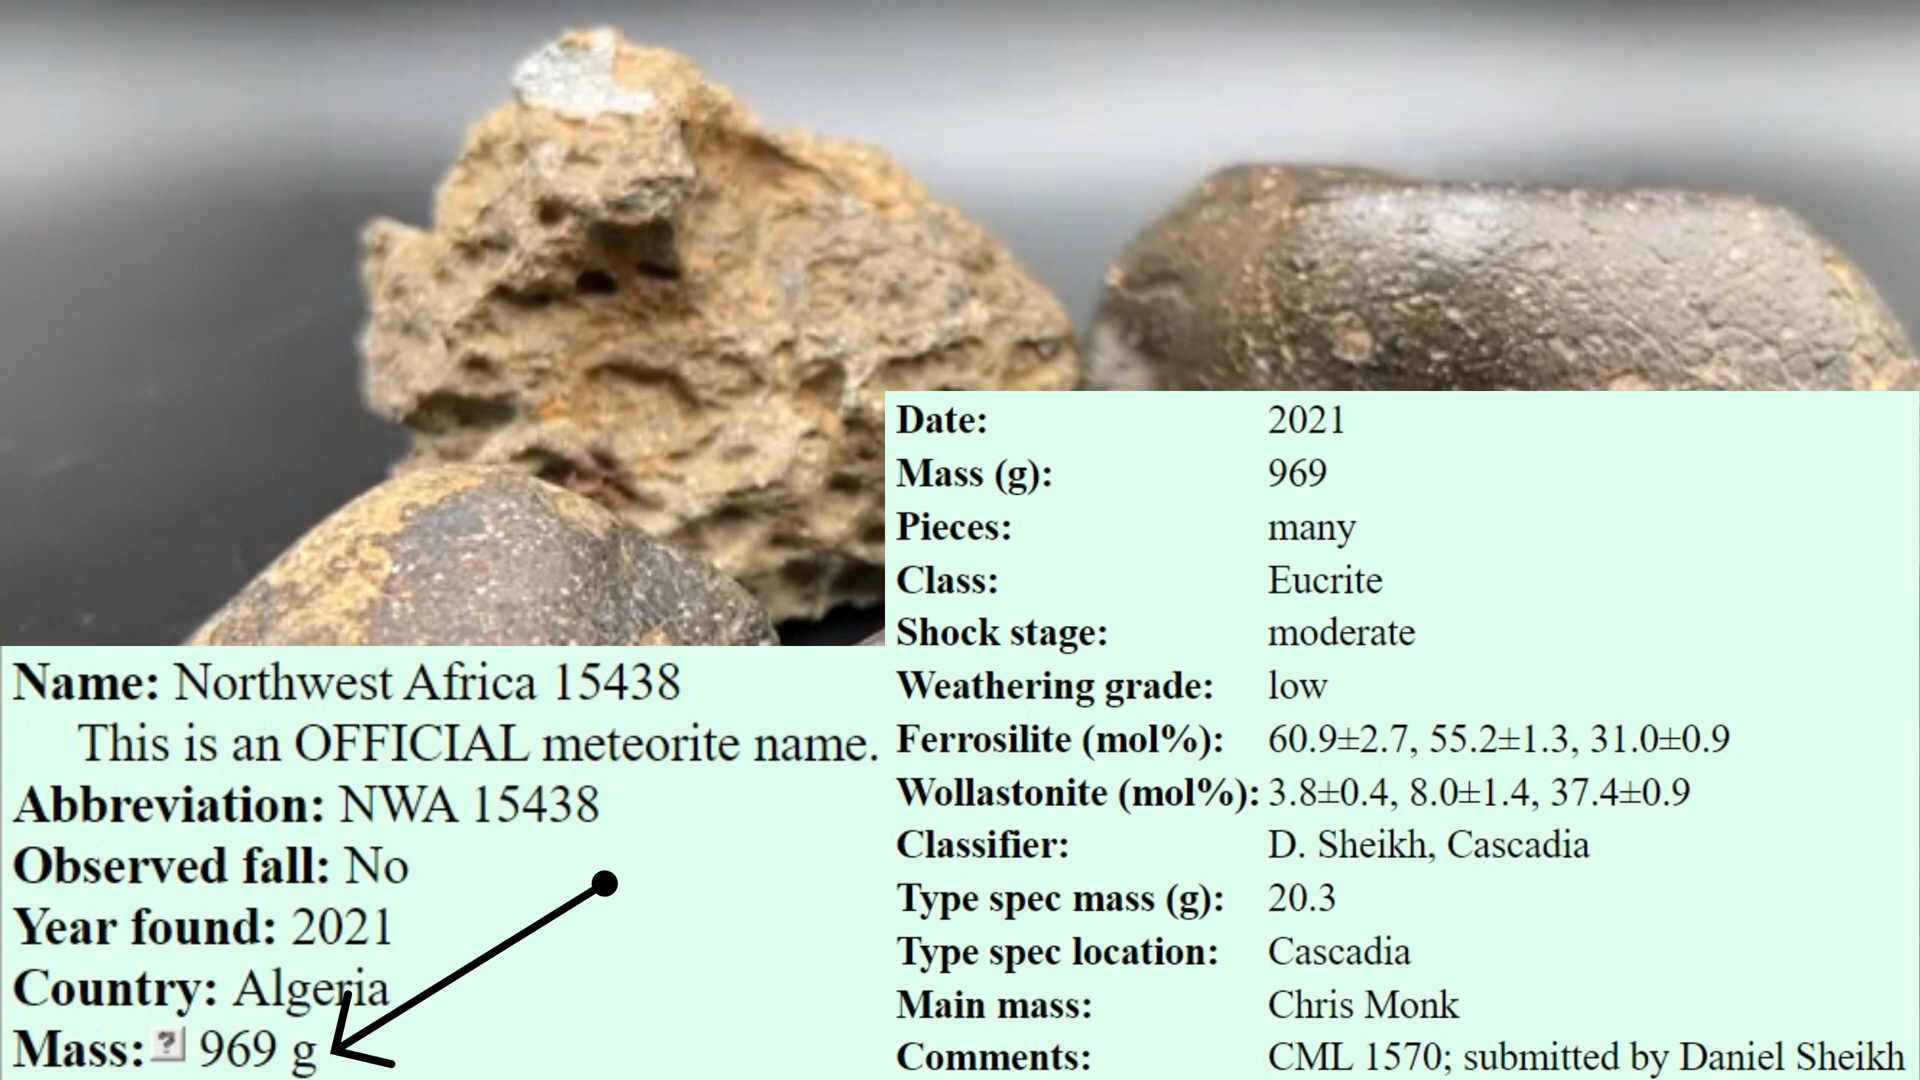 Name: Northwest Africa 15438
This is an OFFICIAL meteorite name.
Abbreviation: NWA 15438
Observed fall: No
Year found: 2021
Country: Algeria
Mass: ? 969 g
Date: 2021
Mass (g): 969
Pieces: many
Class: Eucrite
Shock stage: moderate
Weathering grade: low
Ferrosilite (mol%): 60.9±2.7, 55.2±1.3, 31.0±0.9
Wollastonite (mol%): 3.8±0.4, 8.0±1.4, 37.4±0.9
Classifier: D. Sheikh, Cascadia
Type spec mass (g): 20.3
Type spec location: Cascadia
Main mass: Chris Monk
Comments: CML 1570; submitted by Daniel Sheikh